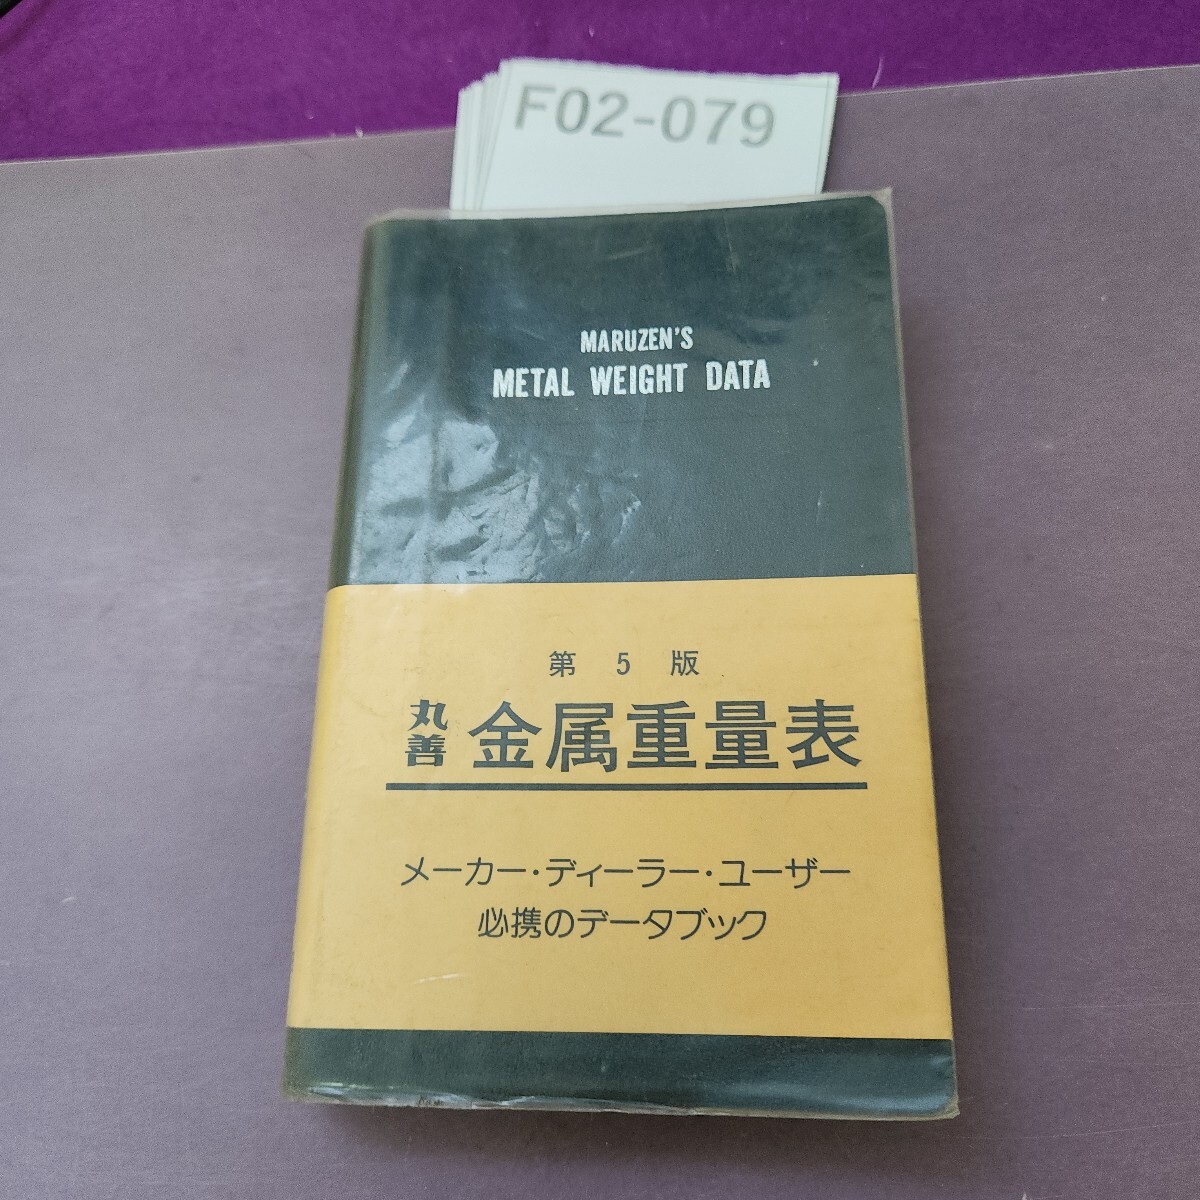 F02-079
MARUZEN'S
METAL WEIGHT DATA
第 5 版
丸善 金属重量表
メーカー・ディーラー・ユーザー
必携のデータブック